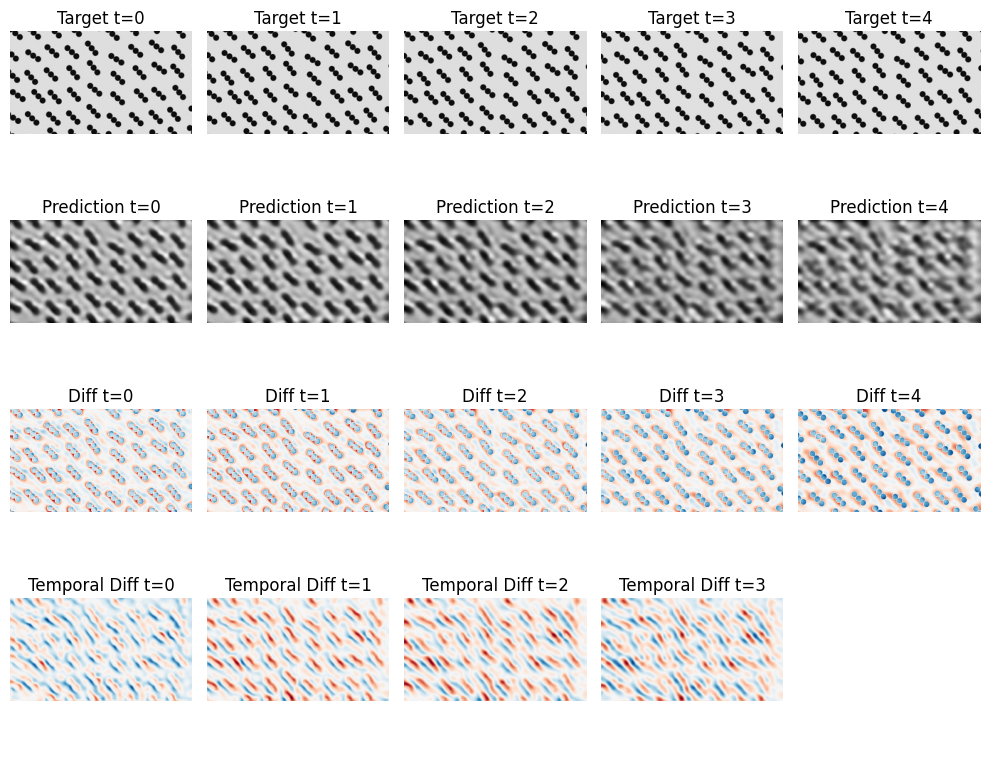 Target t=0 Target t=1 Target t=2 Target t=3 Target t=4
Prediction t=0 Prediction t=1 Prediction t=2 Prediction t=3 Prediction t=4
Diff t=0 Diff t=1 Diff t=2 Diff t=3 Diff t=4
Temporal Diff t=0 Temporal Diff t=1 Temporal Diff t=2 Temporal Diff t=3